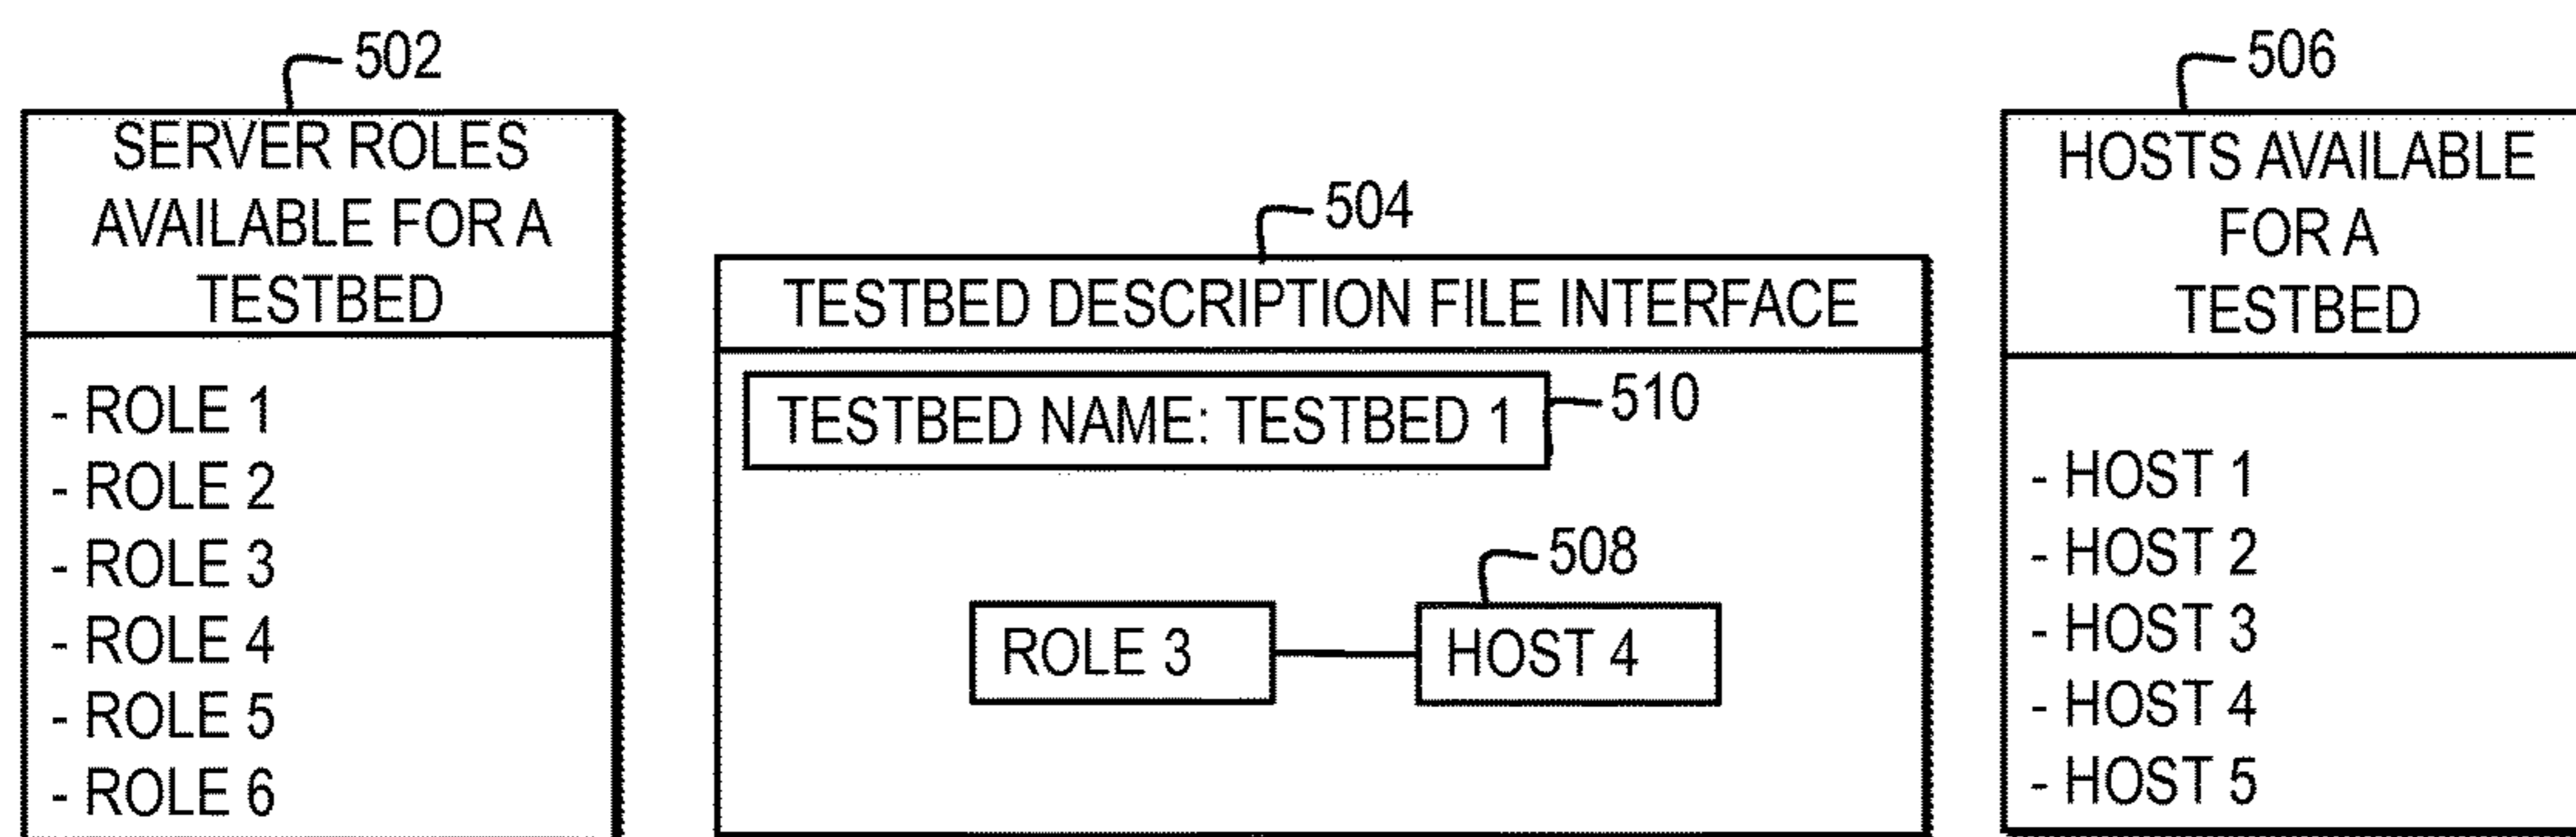 502
SERVER ROLES
AVAILABLE FOR A
TESTBED
- ROLE 1
- ROLE 2
- ROLE 3
- ROLE 4
- ROLE 5
- ROLE 6
504
TESTBED DESCRIPTION FILE INTERFACE
TESTBED NAME: TESTBED 1
510
508
ROLE 3
HOST 4
506
HOSTS AVAILABLE
FOR A
TESTBED
- HOST 1
- HOST 2
- HOST 3
- HOST 4
- HOST 5